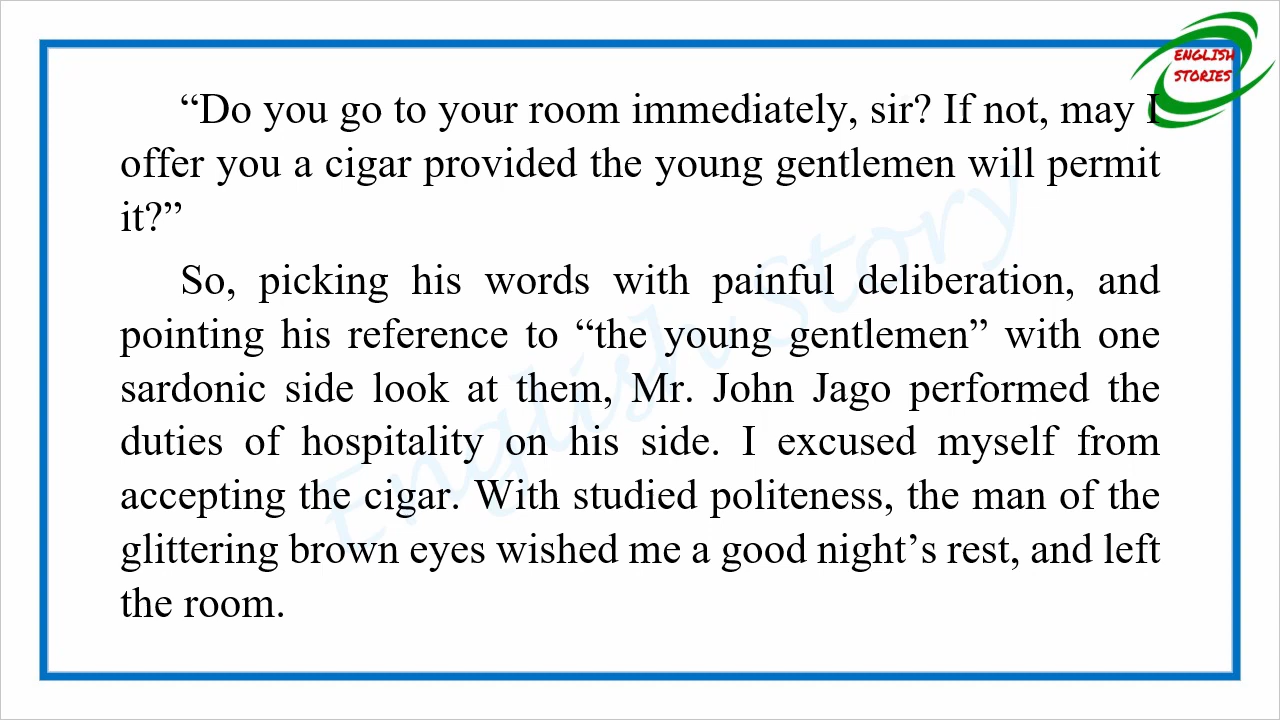 ENGLISH
STORIES
“Do you go to your room immediately, sir? If not, may I
offer you a cigar provided the young gentlemen will permit
it?”
So, picking his words with painful deliberation, and
pointing his reference to “the young gentlemen” with one
sardonic side look at them, Mr. John Jago performed the
duties of hospitality on his side. I excused myself from
accepting the cigar. With studied politeness, the man of the
glittering brown eyes wished me a good night’s rest, and left
the room.
English Story